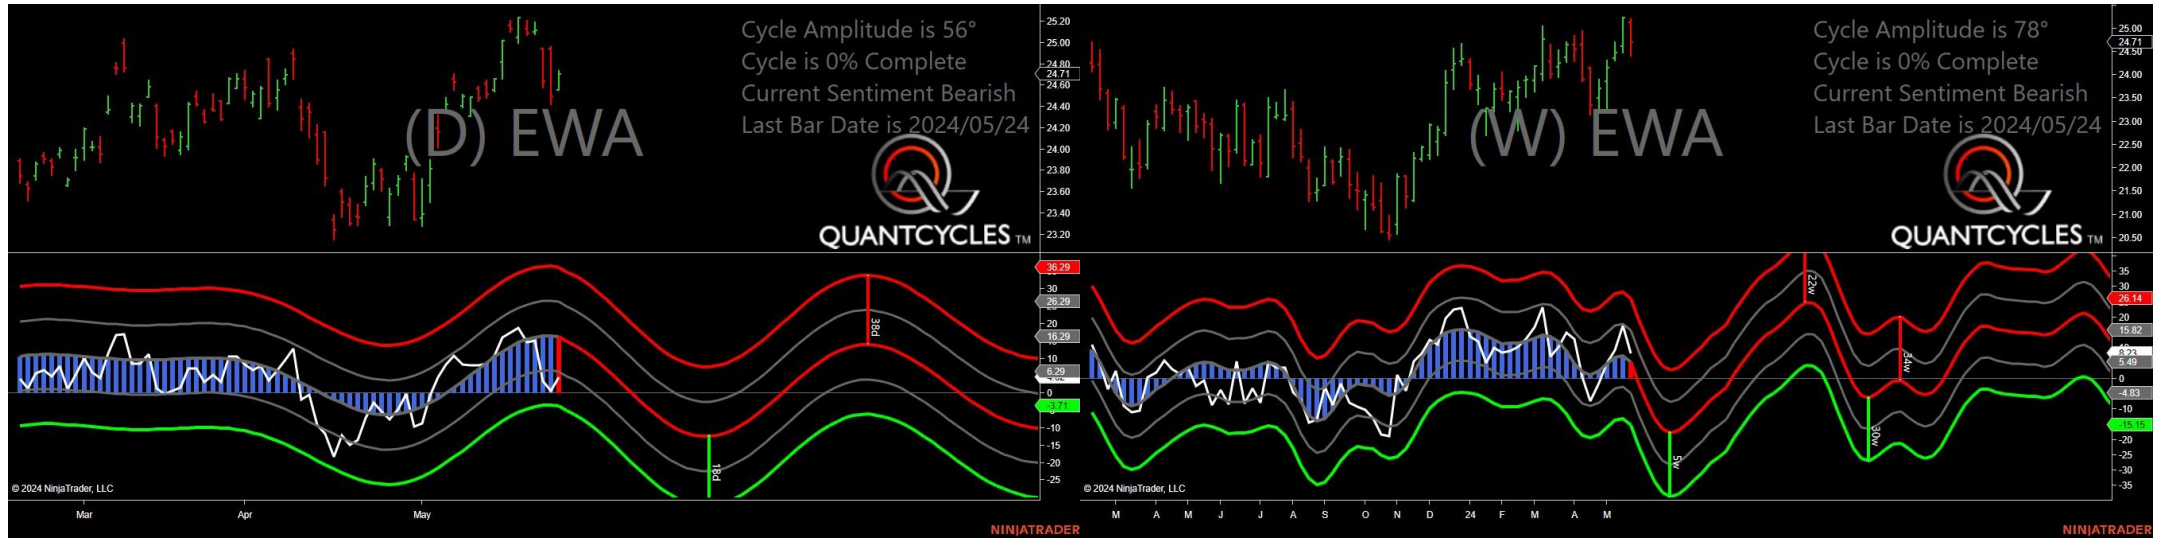 Cycle Amplitude is 56°
Cycle is 0% Complete
Current Sentiment Bearish
Last Bar Date is 2024/05/24
(D) EWA
QUANTCYCLES TM
25.20
25.00
24.80
24.71
24.60
24.40
24.20
24.00
23.80
23.60
23.40
23.20
36.29
30
26.29
20
16.29
10
6.29
0
-3.71
-10
-15
-20
-25
38d
18d
© 2024 NinjaTrader, LLC
Mar Apr May
NINJATRADER
Cycle Amplitude is 78°
Cycle is 0% Complete
Current Sentiment Bearish
Last Bar Date is 2024/05/24
(W) EWA
QUANTCYCLES TM
25.00
24.71
24.50
24.00
23.50
23.00
22.50
22.00
21.50
21.00
20.50
35
30
26.14
20
15.82
8.23
5.49
0
-4.83
-10
-15.15
-20
-25
-30
-35
22w
34w
30w
5w
© 2024 NinjaTrader, LLC
M A M J J A S O N D 24 F M A M
NINJATRADER